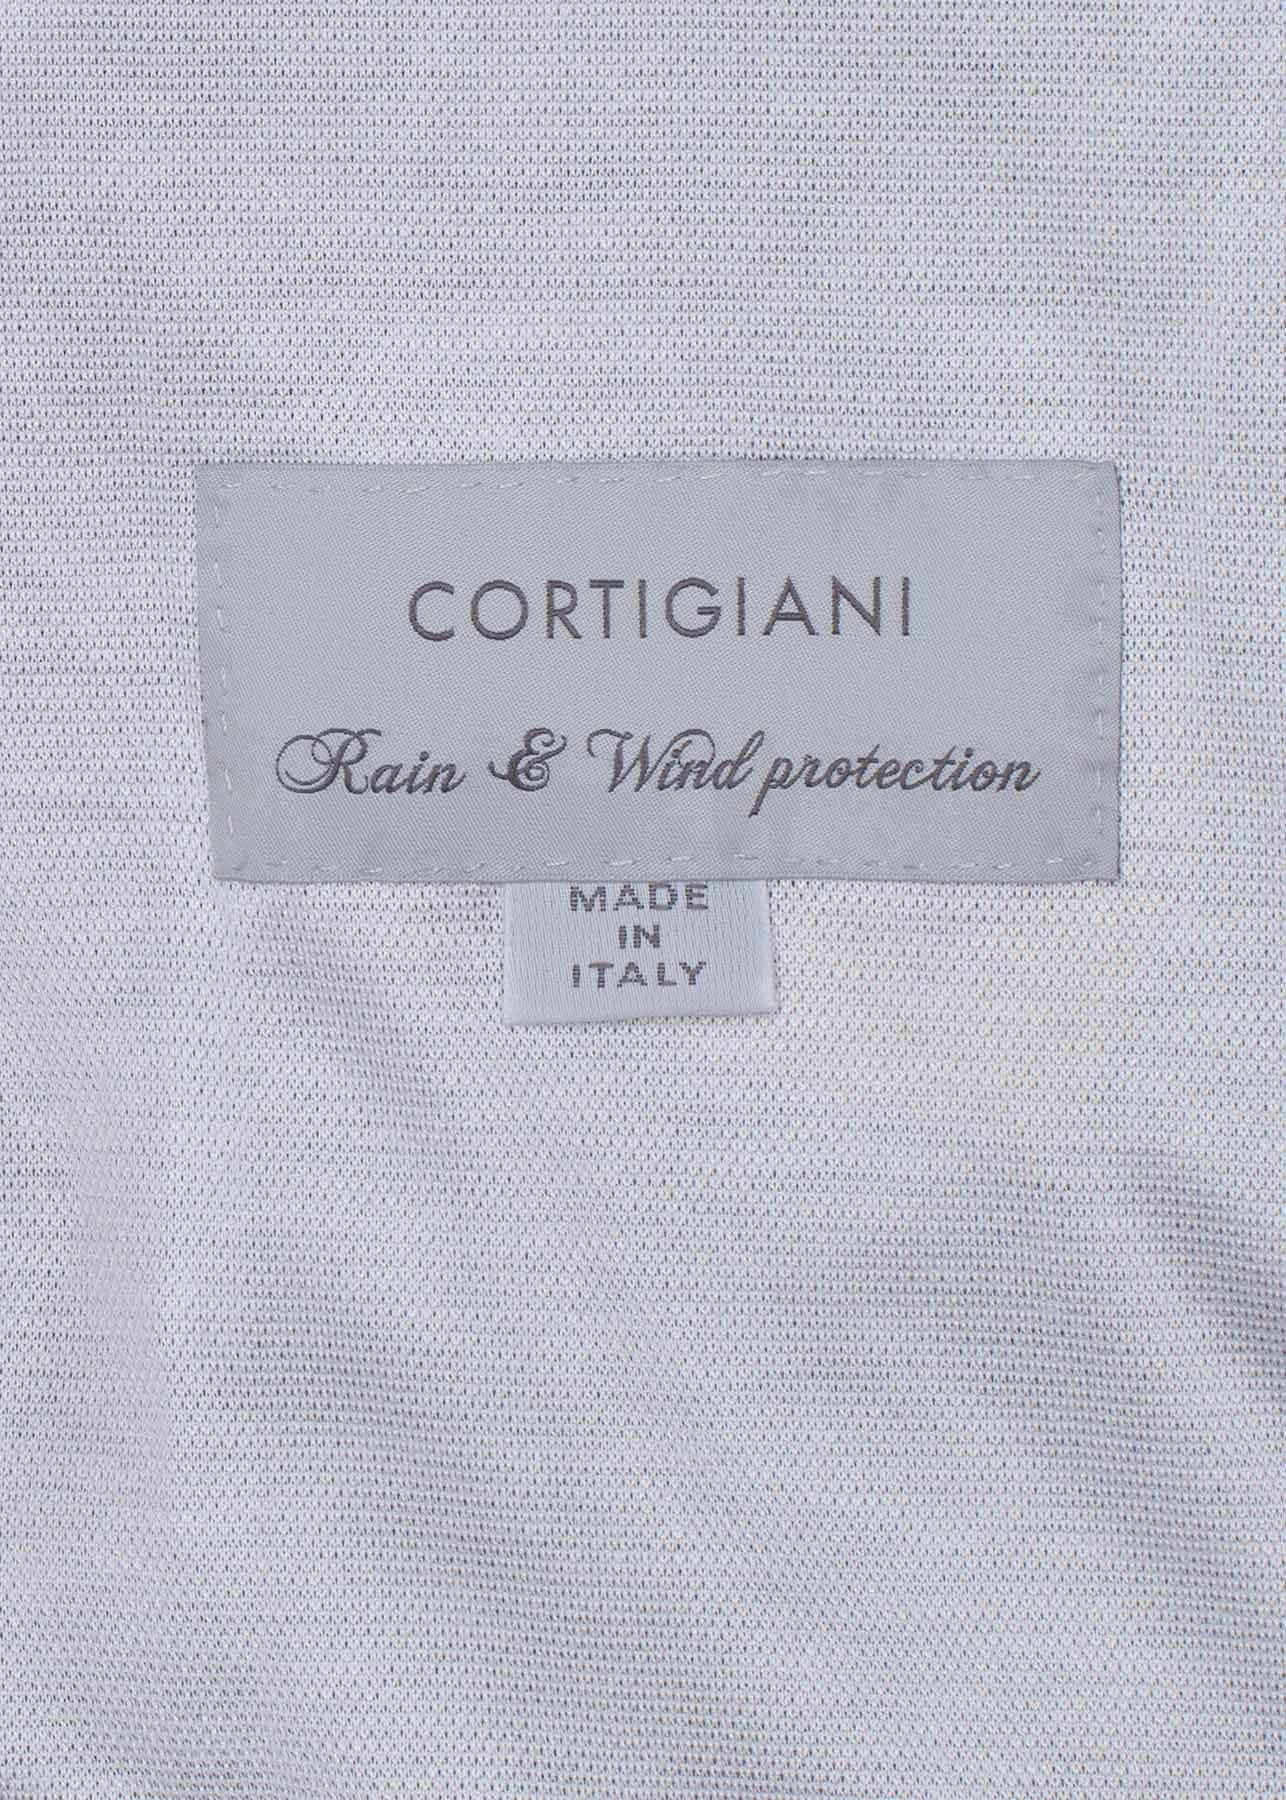 CORTIGIANI
Rain & Wind protection
MADE
IN
ITALY